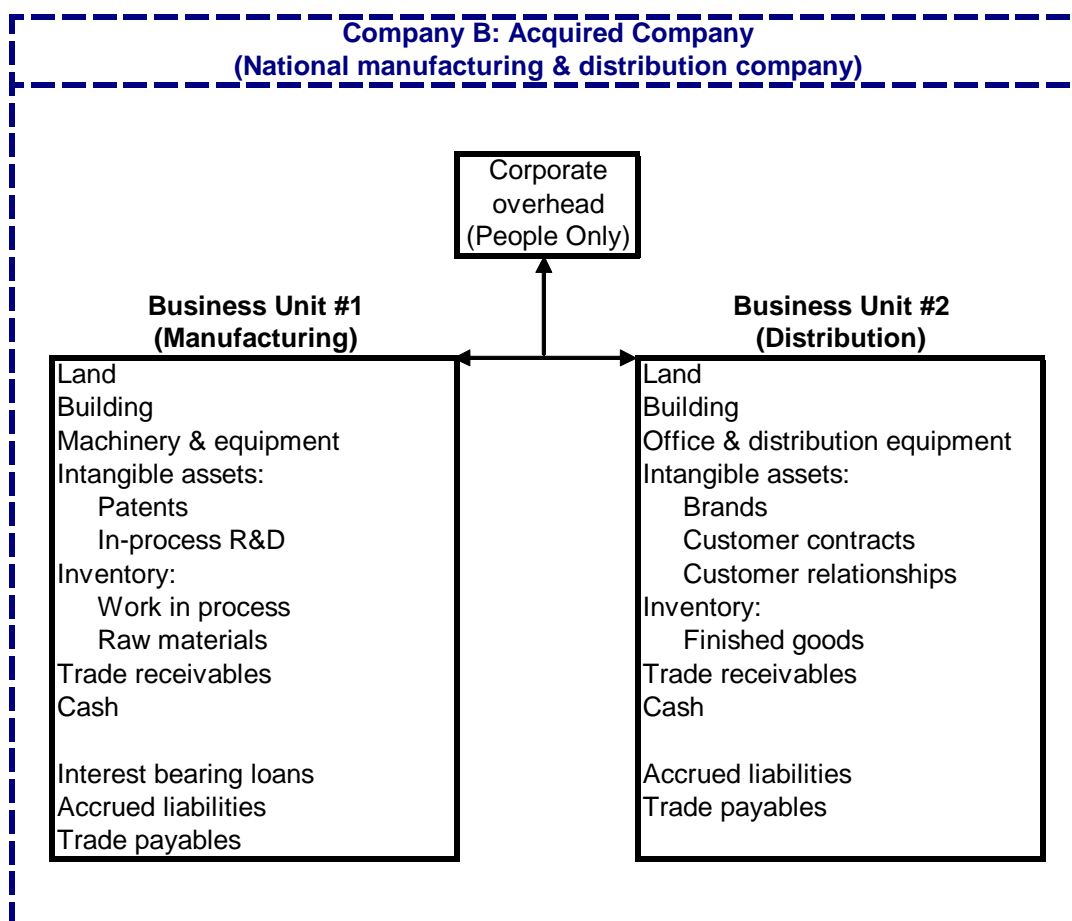 Company B: Acquired Company
(National manufacturing & distribution company)
Corporate
overhead
(People Only)
Business Unit #1
(Manufacturing)
Land
Building
Machinery & equipment
Intangible assets:
Patents
In-process R&D
Inventory:
Work in process
Raw materials
Trade receivables
Cash
Interest bearing loans
Accrued liabilities
Trade payables
Business Unit #2
(Distribution)
Land
Building
Office & distribution equipment
Intangible assets:
Brands
Customer contracts
Customer relationships
Inventory:
Finished goods
Trade receivables
Cash
Accrued liabilities
Trade payables